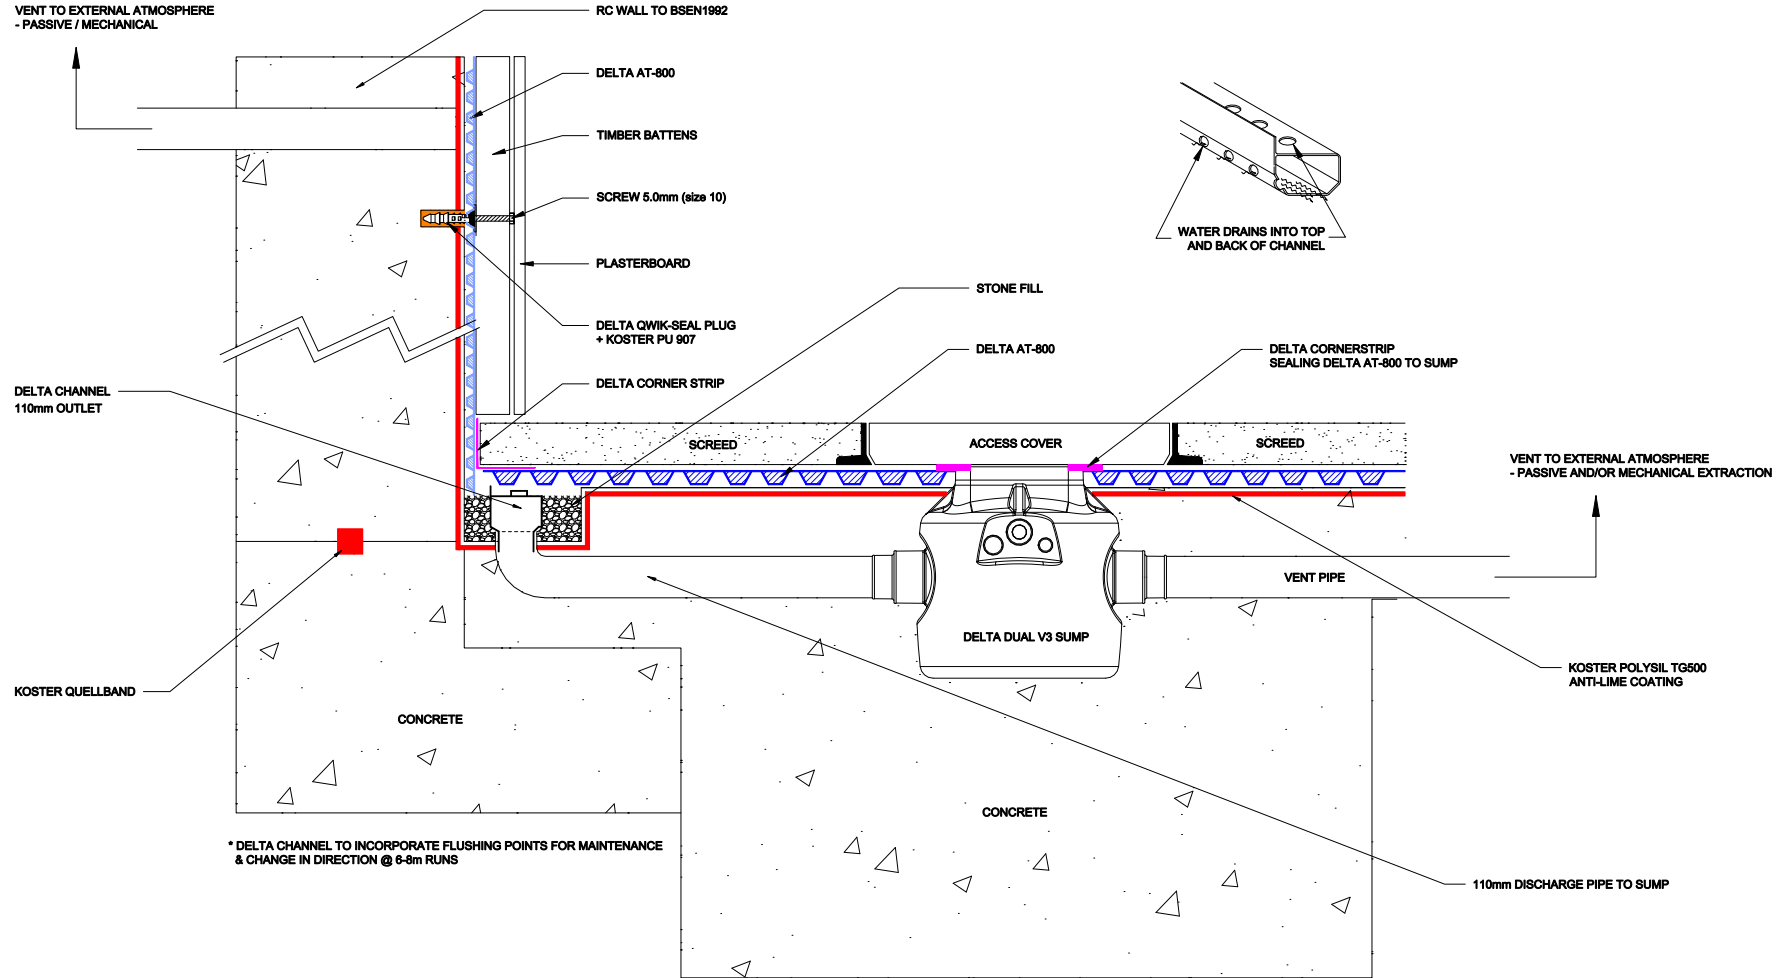 VENT TO EXTERNAL ATMOSPHERE
- PASSIVE / MECHANICAL
RC WALL TO BSEN1992
DELTA AT-800
TIMBER BATTENS
SCREW 5.0mm (size 10)
PLASTERBOARD
DELTA QWIK-SEAL PLUG
+ KOSTER PU 907
DELTA CORNER STRIP
WATER DRAINS INTO TOP
AND BACK OF CHANNEL
STONE FILL
DELTA AT-800
DELTA CORNERSTRIP
SEALING DELTA AT-800 TO SUMP
DELTA CHANNEL
110mm OUTLET
SCREED
ACCESS COVER
SCREED
VENT TO EXTERNAL ATMOSPHERE
- PASSIVE AND/OR MECHANICAL EXTRACTION
VENT PIPE
DELTA DUAL V3 SUMP
KOSTER POLYSIL TG500
ANTI-LIME COATING
KOSTER QUELLBAND
CONCRETE
CONCRETE
* DELTA CHANNEL TO INCORPORATE FLUSHING POINTS FOR MAINTENANCE
& CHANGE IN DIRECTION @ 6-8m RUNS
110mm DISCHARGE PIPE TO SUMP